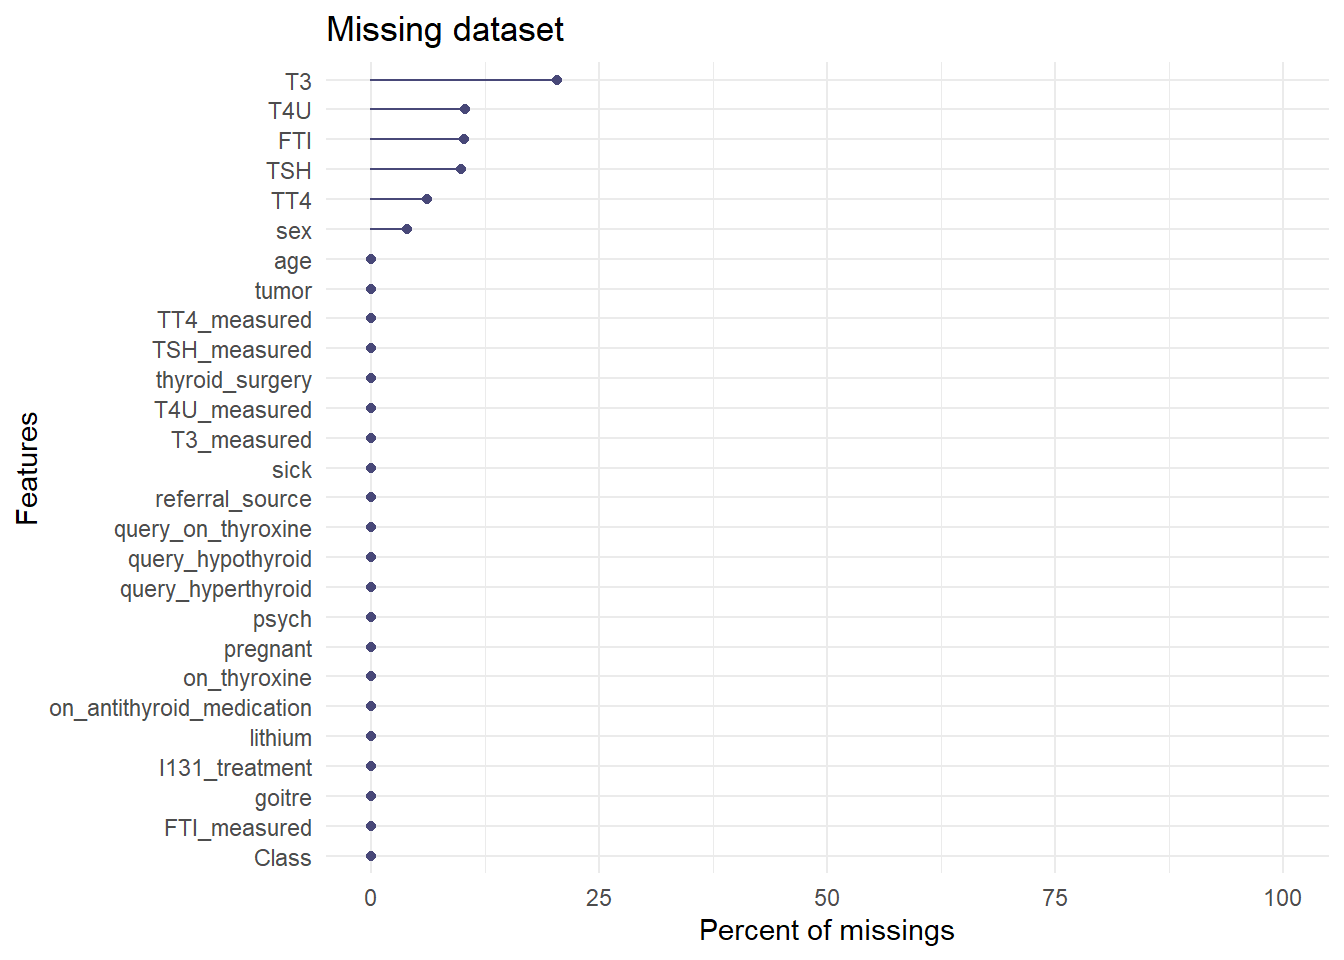 Missing dataset
T3
T4U
FTI
TSH
TT4
sex
age
tumor
TT4_measured
TSH_measured
thyroid_surgery
T4U_measured
T3_measured
sick
referral_source
query_on_thyroxine
query_hypothyroid
query_hyperthyroid
psych
pregnant
on_thyroxine
on_antithyroid_medication
lithium
I131_treatment
goitre
FTI_measured
Class
Features
0 25 50 75 100
Percent of missings